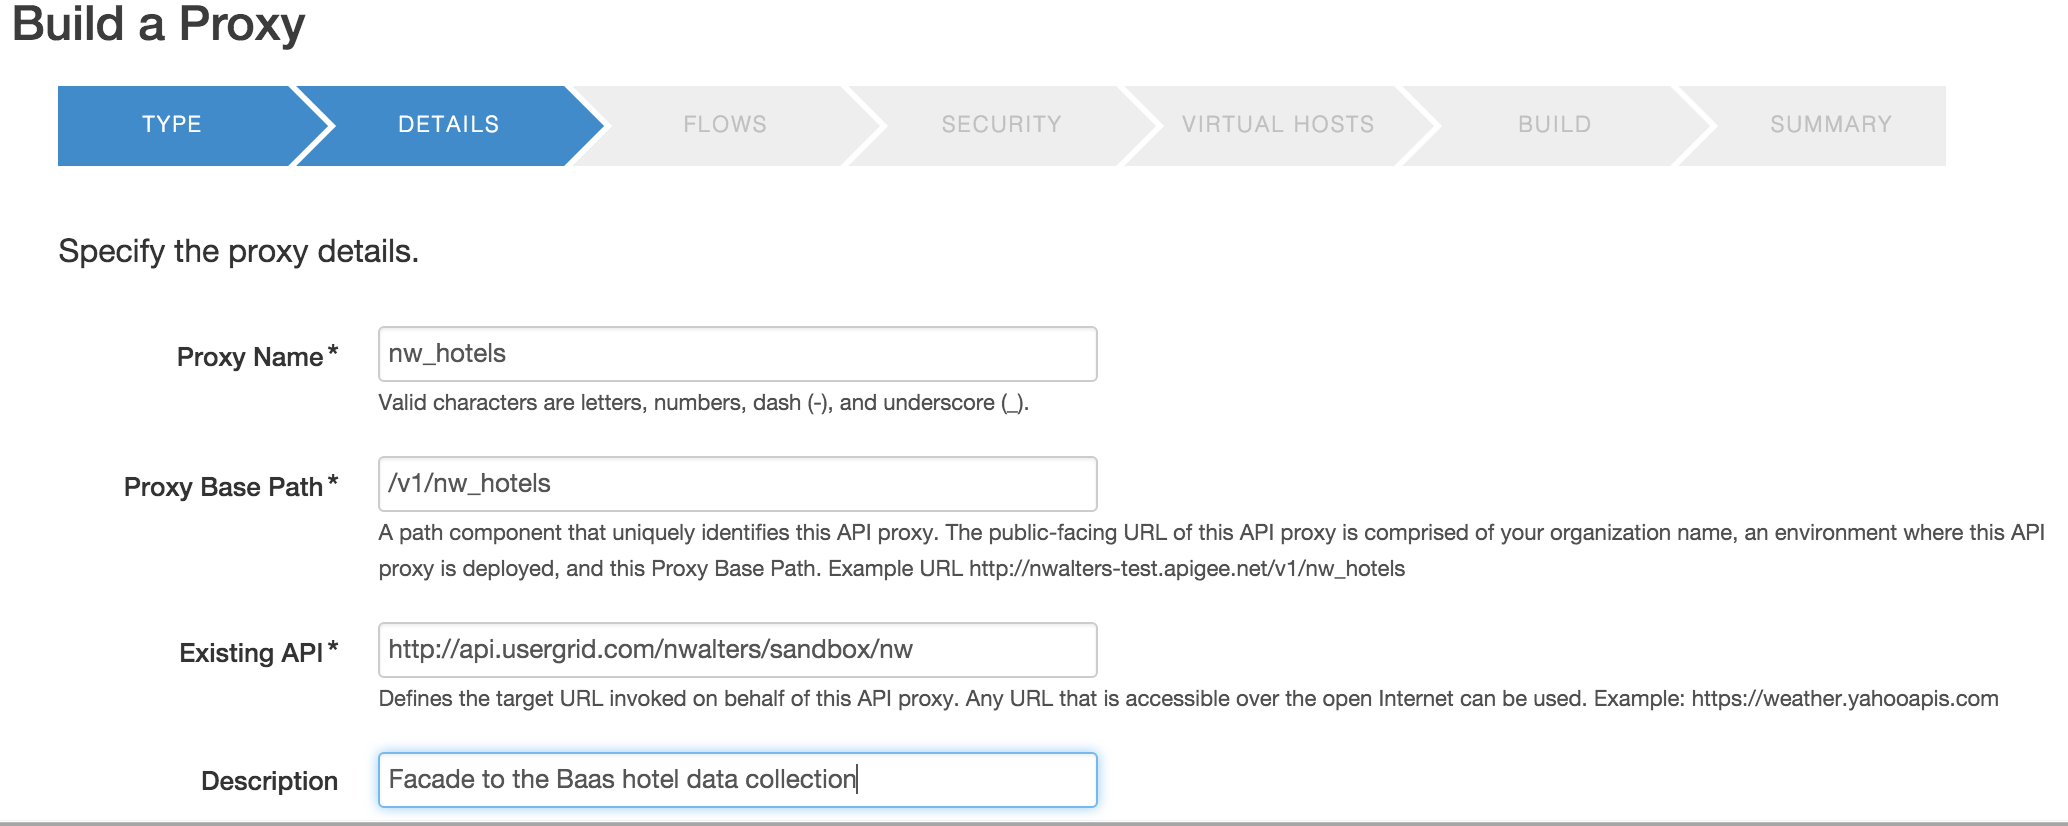 Build a Proxy
TYPE DETAILS FLOWS SECURITY VIRTUAL HOSTS BUILD SUMMARY
Specify the proxy details.
Proxy Name* nw_hotels
Valid characters are letters, numbers, dash (-), and underscore (_).
Proxy Base Path* /v1/nw_hotels
A path component that uniquely identifies this API proxy. The public-facing URL of this API proxy is comprised of your organization name, an environment where this API
proxy is deployed, and this Proxy Base Path. Example URL http://nwalters-test.apigee.net/v1/nw_hotels
Existing API* http://api.usergrid.com/nwalters/sandbox/nw
Defines the target URL invoked on behalf of this API proxy. Any URL that is accessible over the open Internet can be used. Example: https://weather.yahooapis.com
Description Facade to the Baas hotel data collection